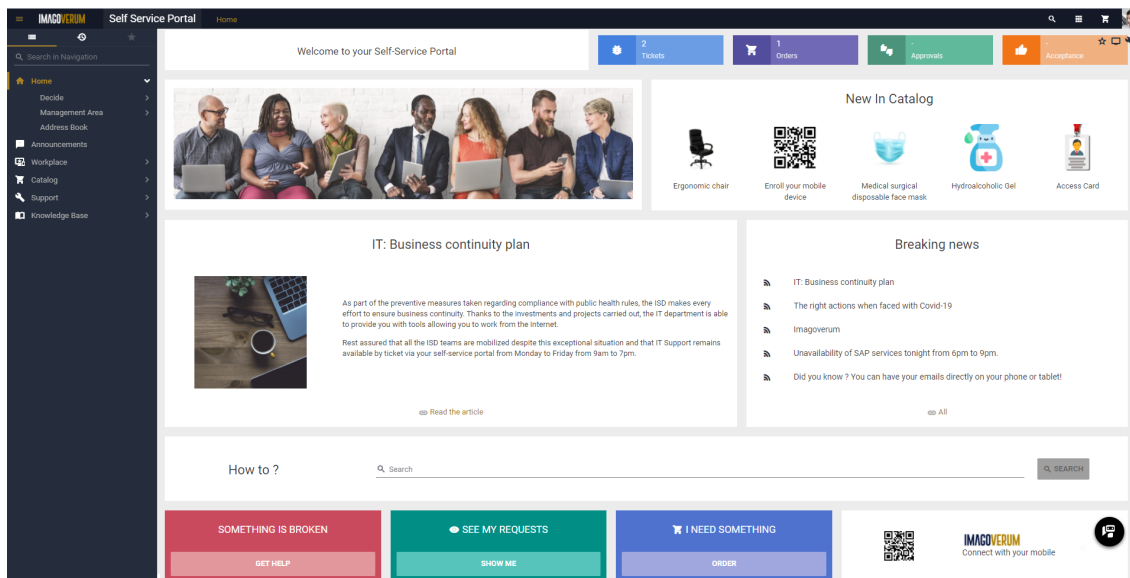 IMAGOVERUM
Self Service Portal
Home
Search in Navigation
Home
Decide
Management Area
Address Book
Announcements
Workplace
Catalog
Support
Knowledge Base
Welcome to your Self-Service Portal
2
Tickets
1
Orders
-
Approvals
-
Acceptance
New In Catalog
Ergonomic chair
Enroll your mobile
device
Medical surgical
disposable face mask
Hydroalcoholic Gel
Access Card
IT: Business continuity plan
As part of the preventive measures taken regarding compliance with public health rules, the ISD makes every
effort to ensure business continuity. Thanks to the investments and projects carried out, the IT department is able
to provide you with tools allowing you to work from the Internet.
Rest assured that all the ISD teams are mobilized despite this exceptional situation and that IT Support remains
available by ticket via your self-service portal from Monday to Friday from 9am to 7pm.
Read the article
Breaking news
IT: Business continuity plan
The right actions when faced with Covid-19
Imagoverum
Unavailability of SAP services tonight from 6pm to 9pm.
Did you know ? You can have your emails directly on your phone or tablet!
All
How to ?
Search
SEARCH
SOMETHING IS BROKEN
GET HELP
SEE MY REQUESTS
SHOW ME
I NEED SOMETHING
ORDER
IMAGOVERUM
Connect with your mobile